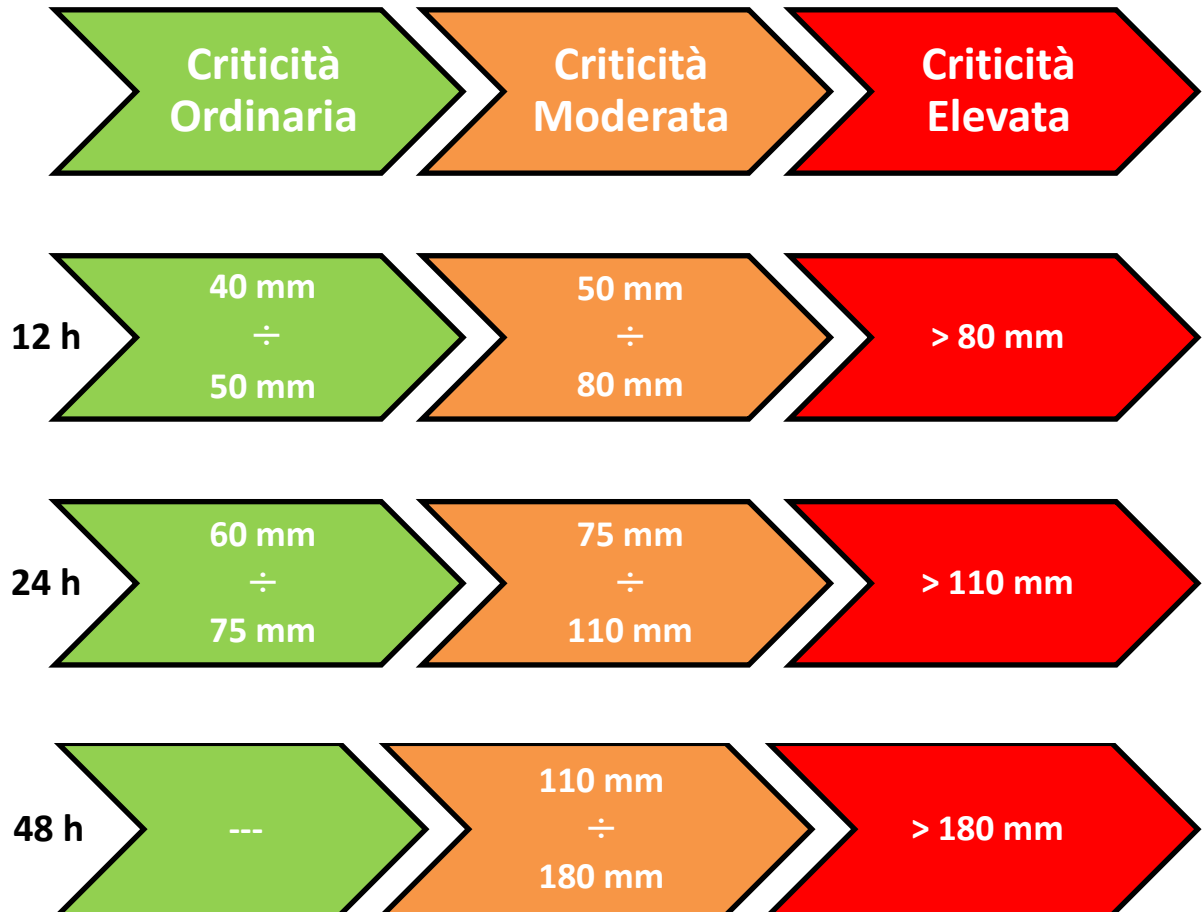 Criticità
Ordinaria
Criticità
Moderata
Criticità
Elevata
12 h
40 mm
÷
50 mm
50 mm
÷
80 mm
> 80 mm
24 h
60 mm
÷
75 mm
75 mm
÷
110 mm
> 110 mm
48 h
---
110 mm
÷
180 mm
> 180 mm